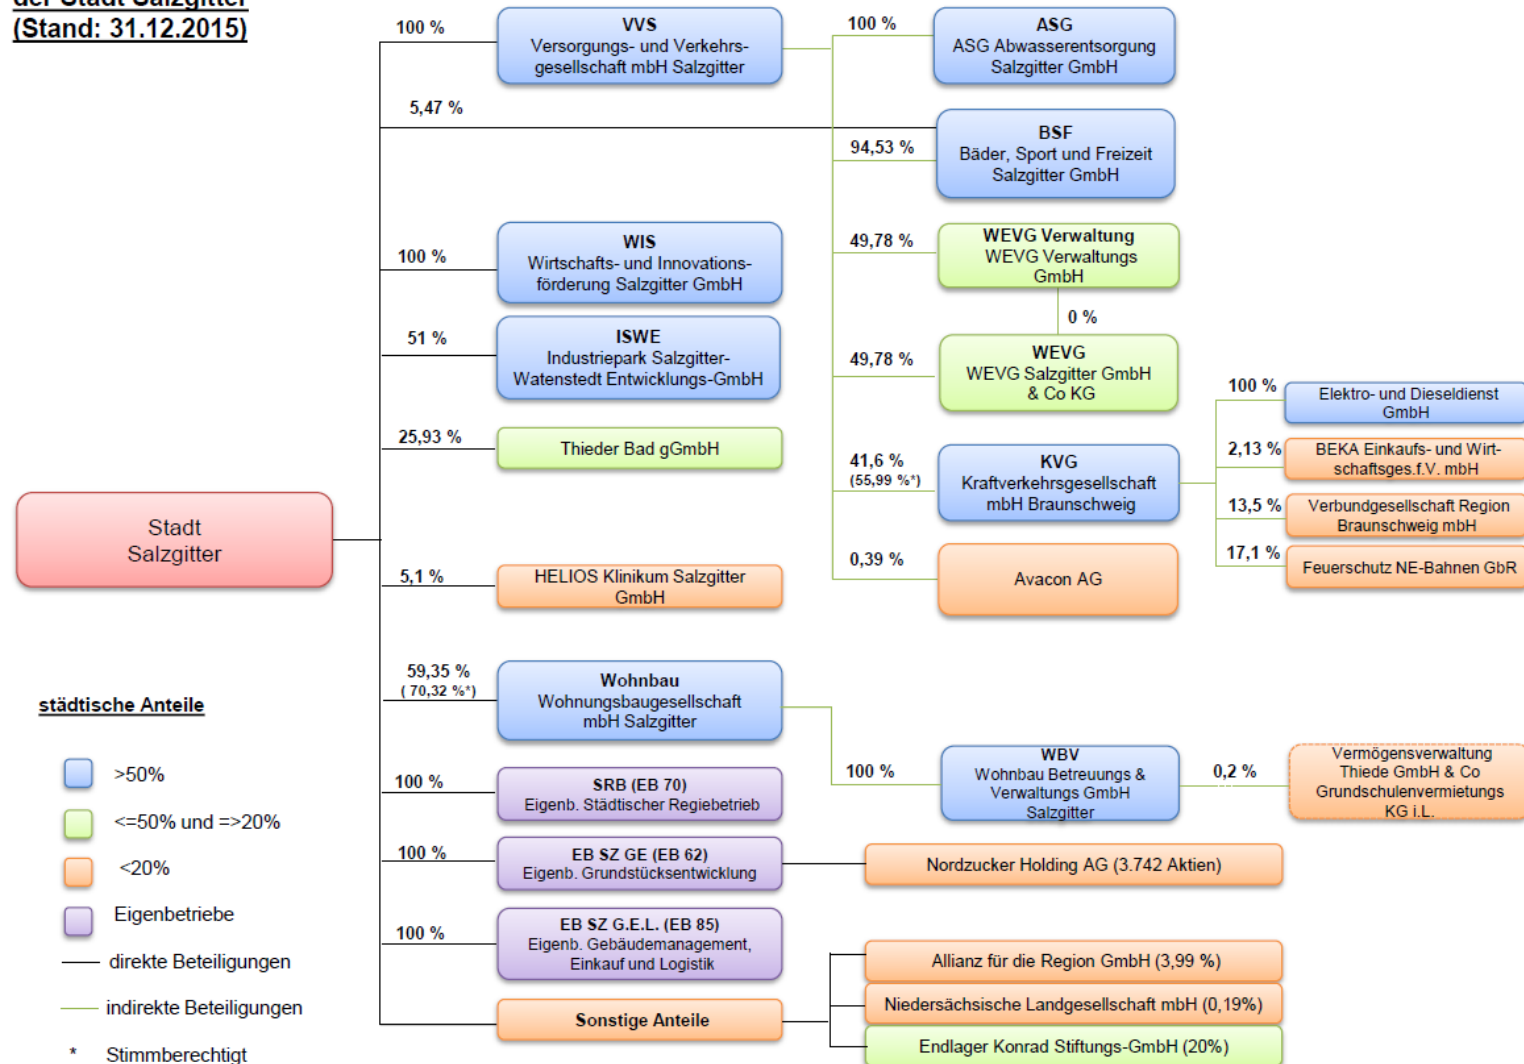 der Stadt Salzgitter
(Stand: 31.12.2015)
100 %
VVS
Versorgungs- und Verkehrs-
gesellschaft mbH Salzgitter
100 %
ASG
ASG Abwasserentsorgung
Salzgitter GmbH
5,47 %
94,53 %
BSF
Bäder, Sport und Freizeit
Salzgitter GmbH
100 %
WIS
Wirtschafts- und Innovations-
förderung Salzgitter GmbH
49,78 %
WEVG Verwaltung
WEVG Verwaltungs
GmbH
0 %
51 %
ISWE
Industriepark Salzgitter-
Watenstedt Entwicklungs-GmbH
49,78 %
WEVG
WEVG Salzgitter GmbH
& Co KG
25,93 %
Thieder Bad gGmbH
41,6 %
(55,99 %*)
KVG
Kraftverkehrsgesellschaft
mbH Braunschweig
100 %
Elektro- und Dieseldienst
GmbH
2,13 %
BEKA Einkaufs- und Wirt-
schaftsges.f.V. mbH
13,5 %
Verbundgesellschaft Region
Braunschweig mbH
17,1 %
Feuerschutz NE-Bahnen GbR
Stadt
Salzgitter
5,1 %
HELIOS Klinikum Salzgitter
GmbH
0,39 %
Avacon AG
59,35 %
( 70,32 %*)
Wohnbau
Wohnungsbaugesellschaft
mbH Salzgitter
100 %
WBV
Wohnbau Betreuungs &
Verwaltungs GmbH
Salzgitter
0,2 %
Vermögensverwaltung
Thiede GmbH & Co
Grundschulenvermietungs
KG i.L.
100 %
SRB (EB 70)
Eigenb. Städtischer Regiebetrieb
100 %
EB SZ GE (EB 62)
Eigenb. Grundstücksentwicklung
Nordzucker Holding AG (3.742 Aktien)
100 %
EB SZ G.E.L. (EB 85)
Eigenb. Gebäudemanagement,
Einkauf und Logistik
Sonstige Anteile
Allianz für die Region GmbH (3,99 %)
Niedersächsische Landgesellschaft mbH (0,19%)
Endlager Konrad Stiftungs-GmbH (20%)
städtische Anteile
>50%
<=50% und =>20%
<20%
Eigenbetriebe
direkte Beteiligungen
indirekte Beteiligungen
* Stimmberechtigt